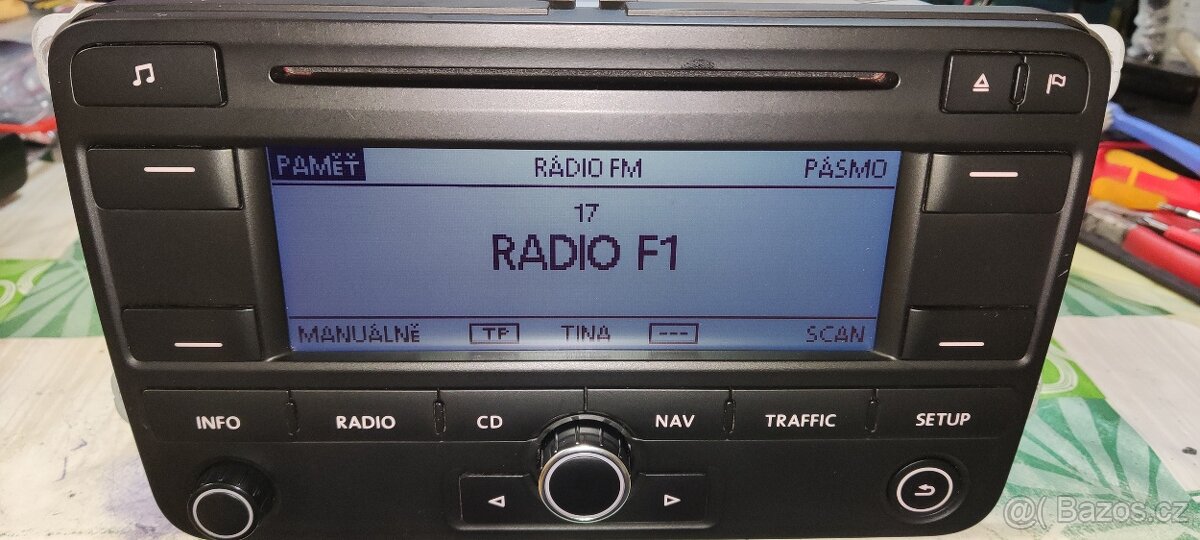 PAMĚŤ RÁDIO FM PÁSMO
17
RADIO F1
MANUÁLNĚ TP TINA --- SCAN
INFO RADIO CD NAV TRAFFIC SETUP
@( Bazos.cz